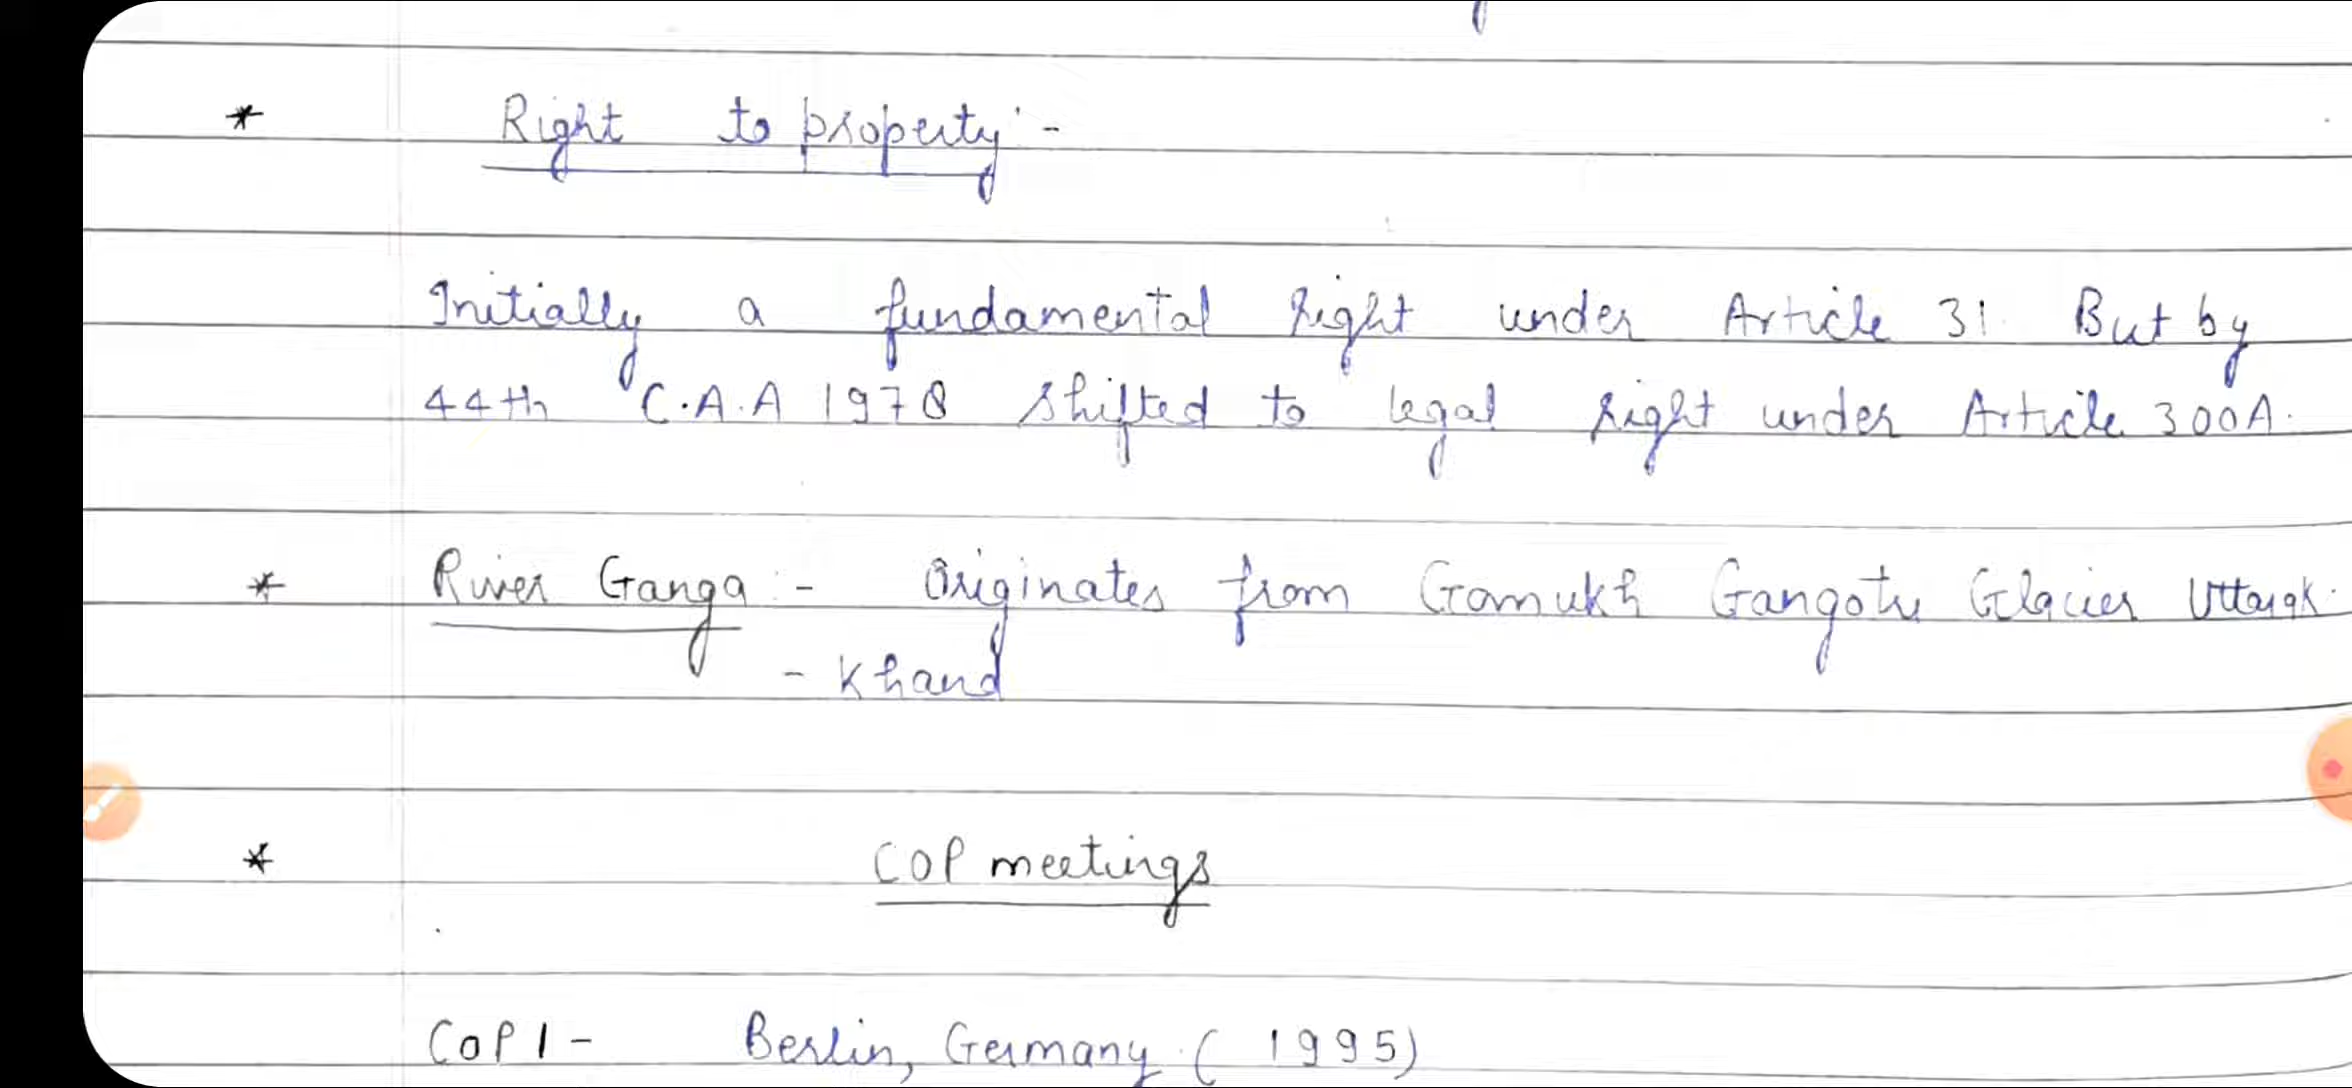 * Right to property :-
Initially a fundamental Right under Article 31. But by
44th C.A.A 1978 shifted to legal Right under Article 300A.
* River Ganga :- Originates from Gomukh Gangotri Glacier Uttarak-
- khand
* COP meetings
COP 1 - Berlin, Germany. (1995)